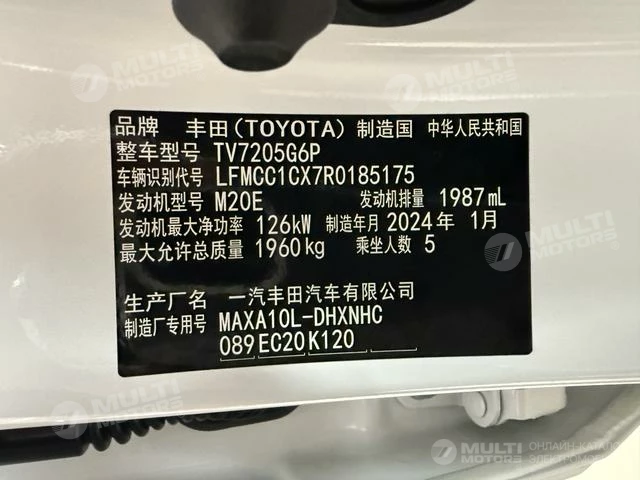 品牌 丰田(TOYOTA) 制造国 中华人民共和国
整车型号 TV7205G6P
车辆识别代号 LFMCC1CX7R0185175
发动机型号 M20E 发动机排量 1987mL
发动机最大净功率 126kW 制造年月 2024年 1月
最大允许总质量 1960kg 乘坐人数 5
生产厂名 一汽丰田汽车有限公司
制造厂专用号 MAXA10L-DHXNHC
089 EC20 K120
MULTI MOTORS
MULTI MOTORS
MULTI MOTORS
MULTI MOTORS
MULTI MOTORS
ОНЛАЙН-КАТАЛОГ
ЭЛЕКТРОМОБ